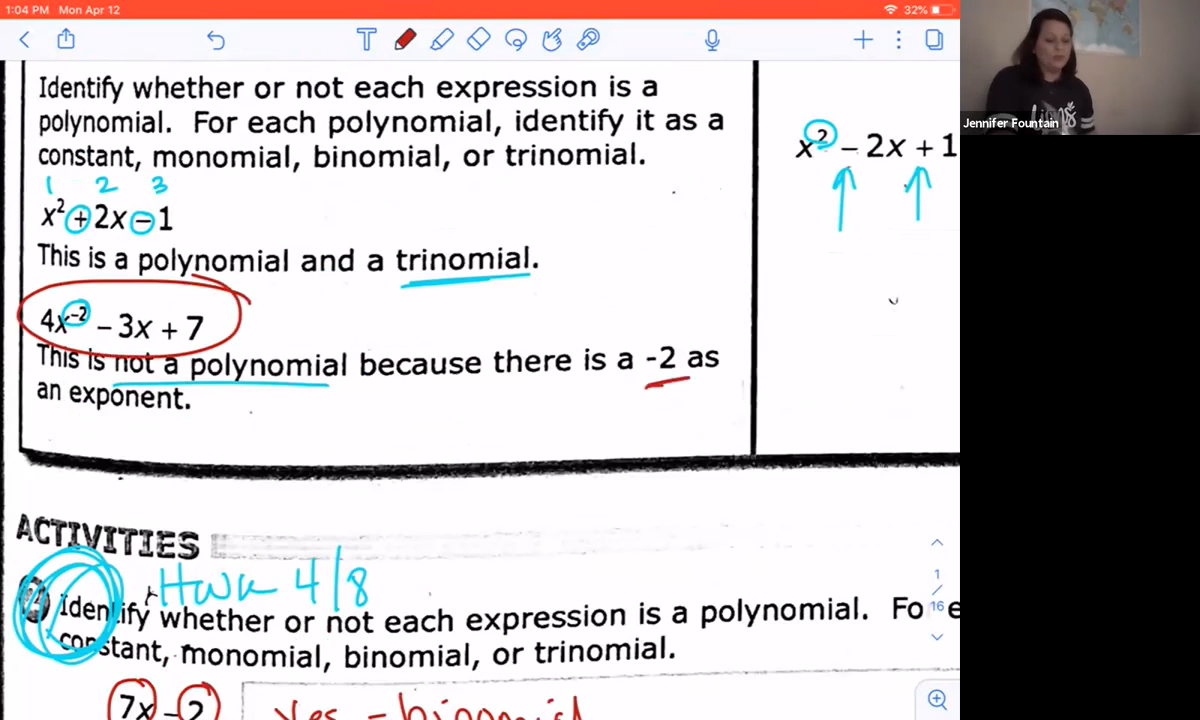 1:04 PM Mon Apr 12
32%
Identify whether or not each expression is a
polynomial. For each polynomial, identify it as a
constant, monomial, binomial, or trinomial.
1 2 3
x² + 2x − 1
This is a polynomial and a trinomial.
4x⁻² − 3x + 7
This is not a polynomial because there is a -2 as
an exponent.
x² − 2x + 1
Jennifer Fountain
ACTIVITIES
Hwk 4/8
Identify whether or not each expression is a polynomial. Fo
constant, monomial, binomial, or trinomial.
7x − 2
yes - binomial
1
16